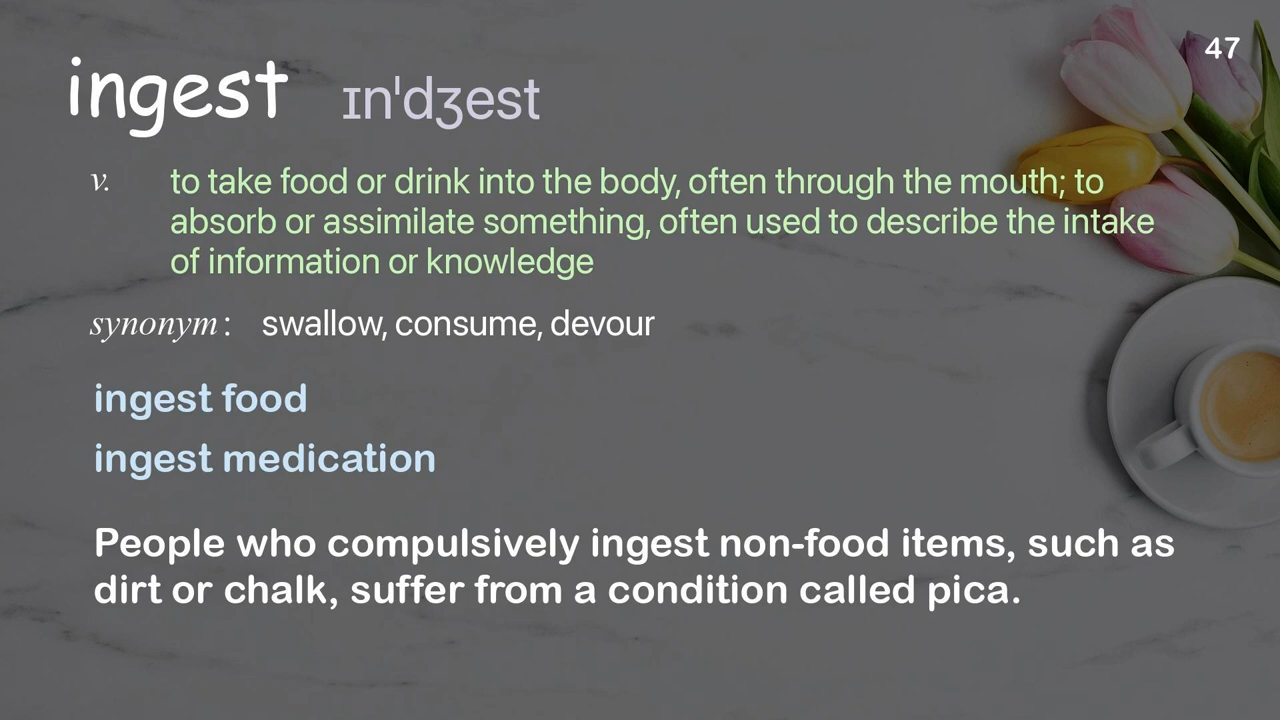 47
ingest ɪn'dʒest
v. to take food or drink into the body, often through the mouth; to
absorb or assimilate something, often used to describe the intake
of information or knowledge
synonym: swallow, consume, devour
ingest food
ingest medication
People who compulsively ingest non-food items, such as
dirt or chalk, suffer from a condition called pica.